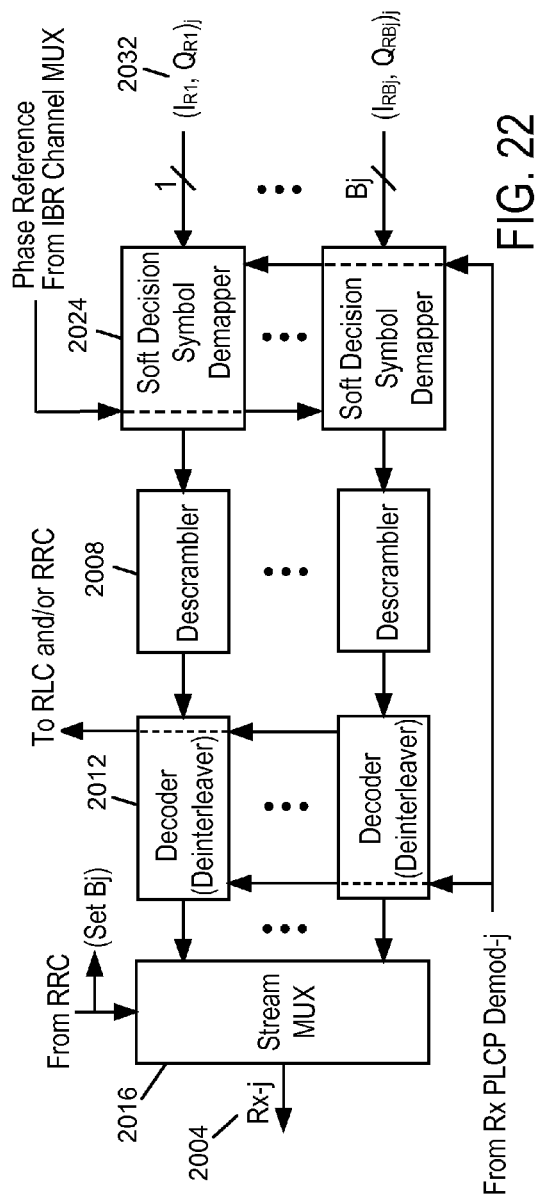 Phase Reference
From IBR Channel MUX
2032
(I_R1, Q_R1)_j
1
2024
Soft Decision
Symbol
Demapper
2008
Descrambler
To RLC and/or RRC
2012
Decoder
(Deinterleaver)
From RRC
(Set Bj)
2016
Stream
MUX
2004
Rx-j
(I_RBj, Q_RBj)_j
Bj
Soft Decision
Symbol
Demapper
Descrambler
Decoder
(Deinterleaver)
From Rx PLCP Demod-j
FIG. 22